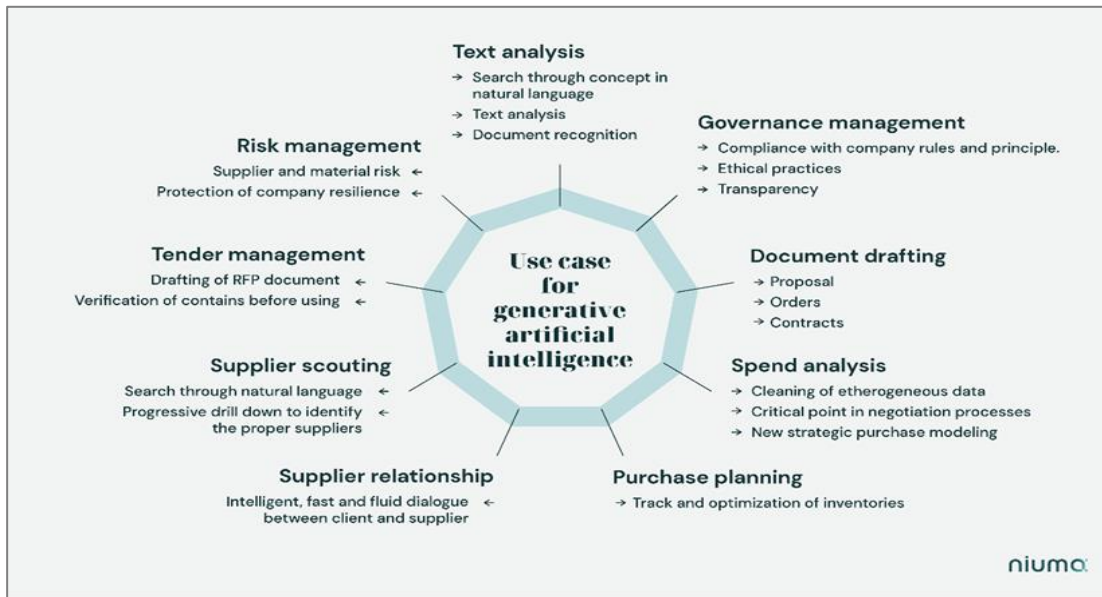 Text analysis
→ Search through concept in
natural language
→ Text analysis
→ Document recognition
Governance management
→ Compliance with company rules and principle.
→ Ethical practices
→ Transparency
Document drafting
→ Proposal
→ Orders
→ Contracts
Spend analysis
→ Cleaning of etherogeneous data
→ Critical point in negotiation processes
→ New strategic purchase modeling
Purchase planning
→ Track and optimization of inventories
Supplier relationship
Intelligent, fast and fluid dialogue ←
between client and supplier
Supplier scouting
Search through natural language ←
Progressive drill down to identify ←
the proper suppliers
Tender management
Drafting of RFP document ←
Verification of contains before using ←
Risk management
Supplier and material risk ←
Protection of company resilience ←
Use case
for
generative
artificial
intelligence
niuma